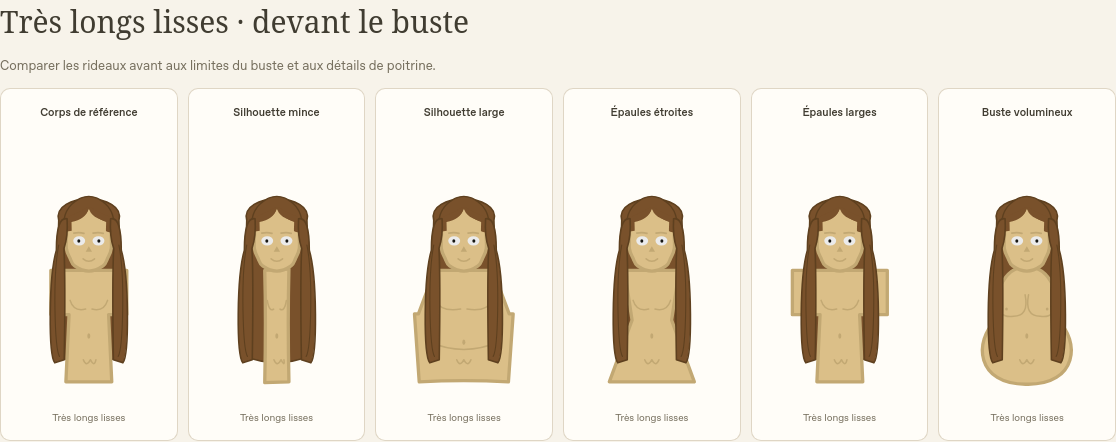 Très longs lisses · devant le buste
Comparer les rideaux avant aux limites du buste et aux détails de poitrine.
Corps de référence
Silhouette mince
Silhouette large
Épaules étroites
Épaules larges
Buste volumineux
Très longs lisses
Très longs lisses
Très longs lisses
Très longs lisses
Très longs lisses
Très longs lisses